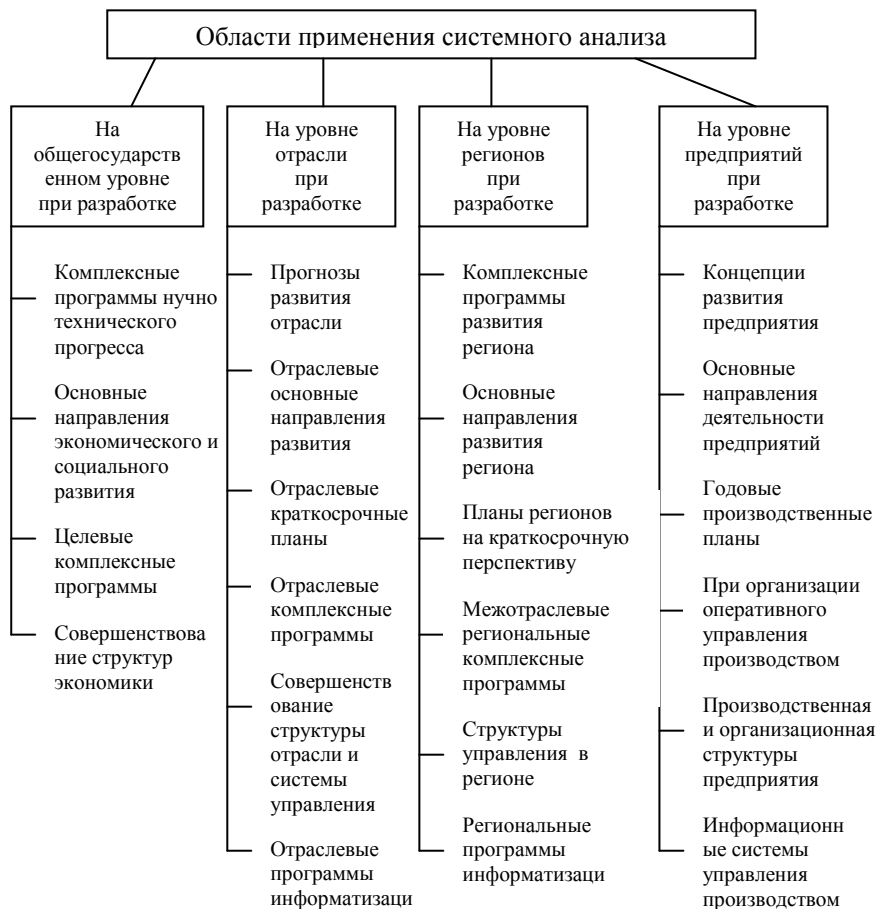 Области применения системного анализа
На
общегосударств
енном уровне
при разработке
Комплексные
программы нучно
технического
прогресса
Основные
направления
экономического и
социального
развития
Целевые
комплексные
программы
Совершенствова
ние структур
экономики
На уровне
отрасли
при
разработке
Прогнозы
развития
отрасли
Отраслевые
основные
направления
развития
Отраслевые
краткосрочные
планы
Отраслевые
комплексные
программы
Совершенств
ование
структуры
отрасли и
системы
управления
Отраслевые
программы
информатизаци
На уровне
регионов
при
разработке
Комплексные
программы
развития
региона
Основные
направления
развития
региона
Планы регионов
на краткосрочную
перспективу
Межотраслевые
региональные
комплексные
программы
Структуры
управления в
регионе
Региональные
программы
информатизаци
На уровне
предприятий
при
разработке
Концепции
развития
предприятия
Основные
направления
деятельности
предприятий
Годовые
производственные
планы
При организации
оперативного
управления
производством
Производственная
и организационная
структуры
предприятия
Информационн
ые системы
управления
производством